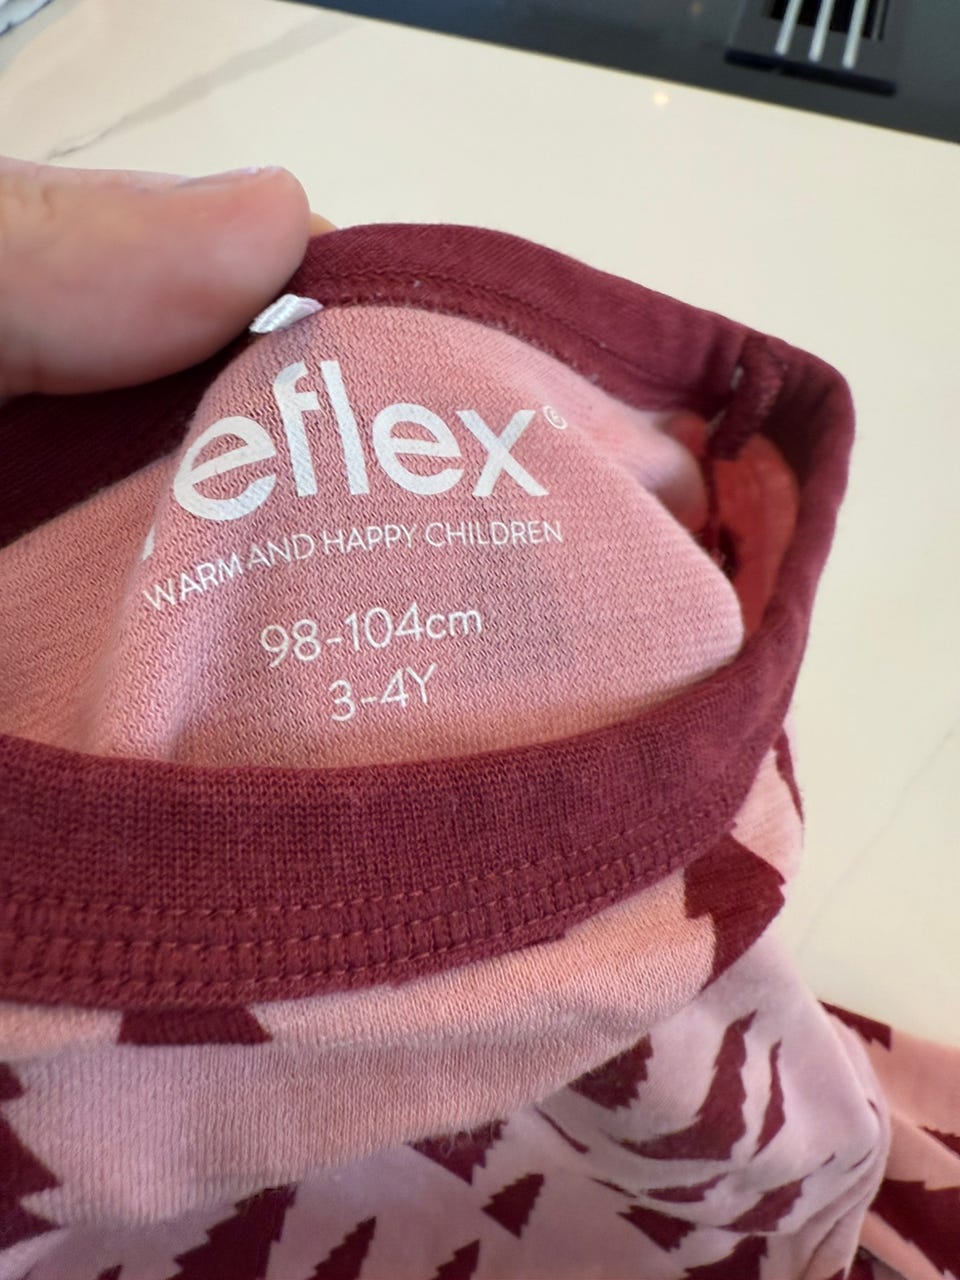 eflex®
WARM AND HAPPY CHILDREN
98-104cm
3-4Y